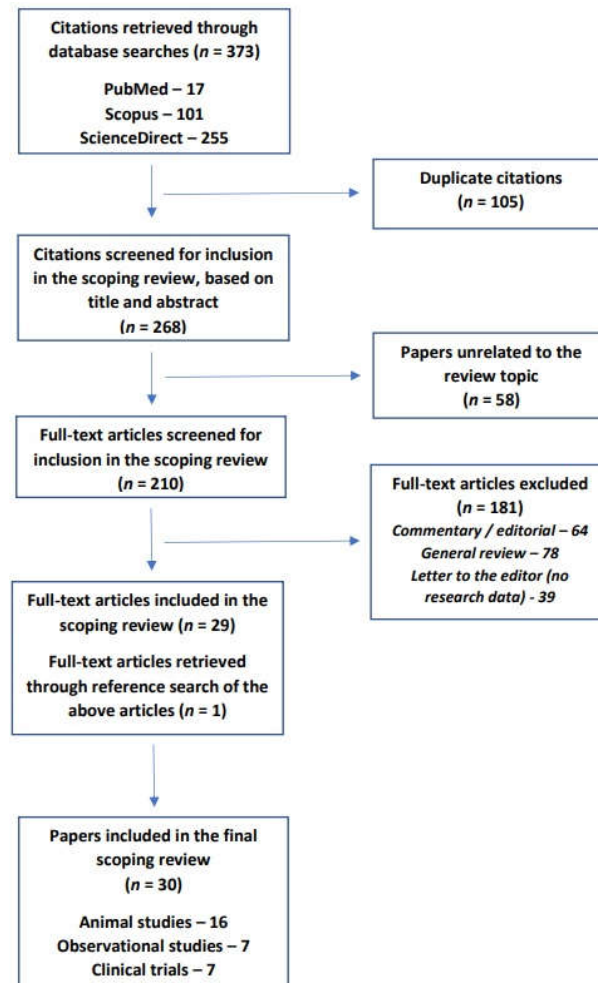 Citations retrieved through
database searches (n = 373)
PubMed – 17
Scopus – 101
ScienceDirect – 255
Duplicate citations
(n = 105)
Citations screened for inclusion
in the scoping review, based on
title and abstract
(n = 268)
Papers unrelated to the
review topic
(n = 58)
Full-text articles screened for
inclusion in the scoping review
(n = 210)
Full-text articles excluded
(n = 181)
Commentary / editorial – 64
General review – 78
Letter to the editor (no
research data) - 39
Full-text articles included in the
scoping review (n = 29)
Full-text articles retrieved
through reference search of the
above articles (n = 1)
Papers included in the final
scoping review
(n = 30)
Animal studies – 16
Observational studies – 7
Clinical trials – 7